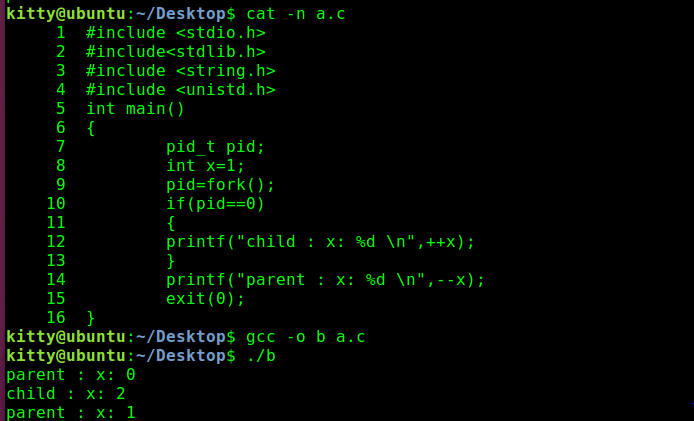 kitty@ubuntu:~/Desktop$ cat -n a.c
1 #include <stdio.h>
2 #include<stdlib.h>
3 #include <string.h>
4 #include <unistd.h>
5 int main()
6 {
7 pid_t pid;
8 int x=1;
9 pid=fork();
10 if(pid==0)
11 {
12 printf("child : x: %d \n",++x);
13 }
14 printf("parent : x: %d \n",--x);
15 exit(0);
16 }
kitty@ubuntu:~/Desktop$ gcc -o b a.c
kitty@ubuntu:~/Desktop$ ./b
parent : x: 0
child : x: 2
parent : x: 1